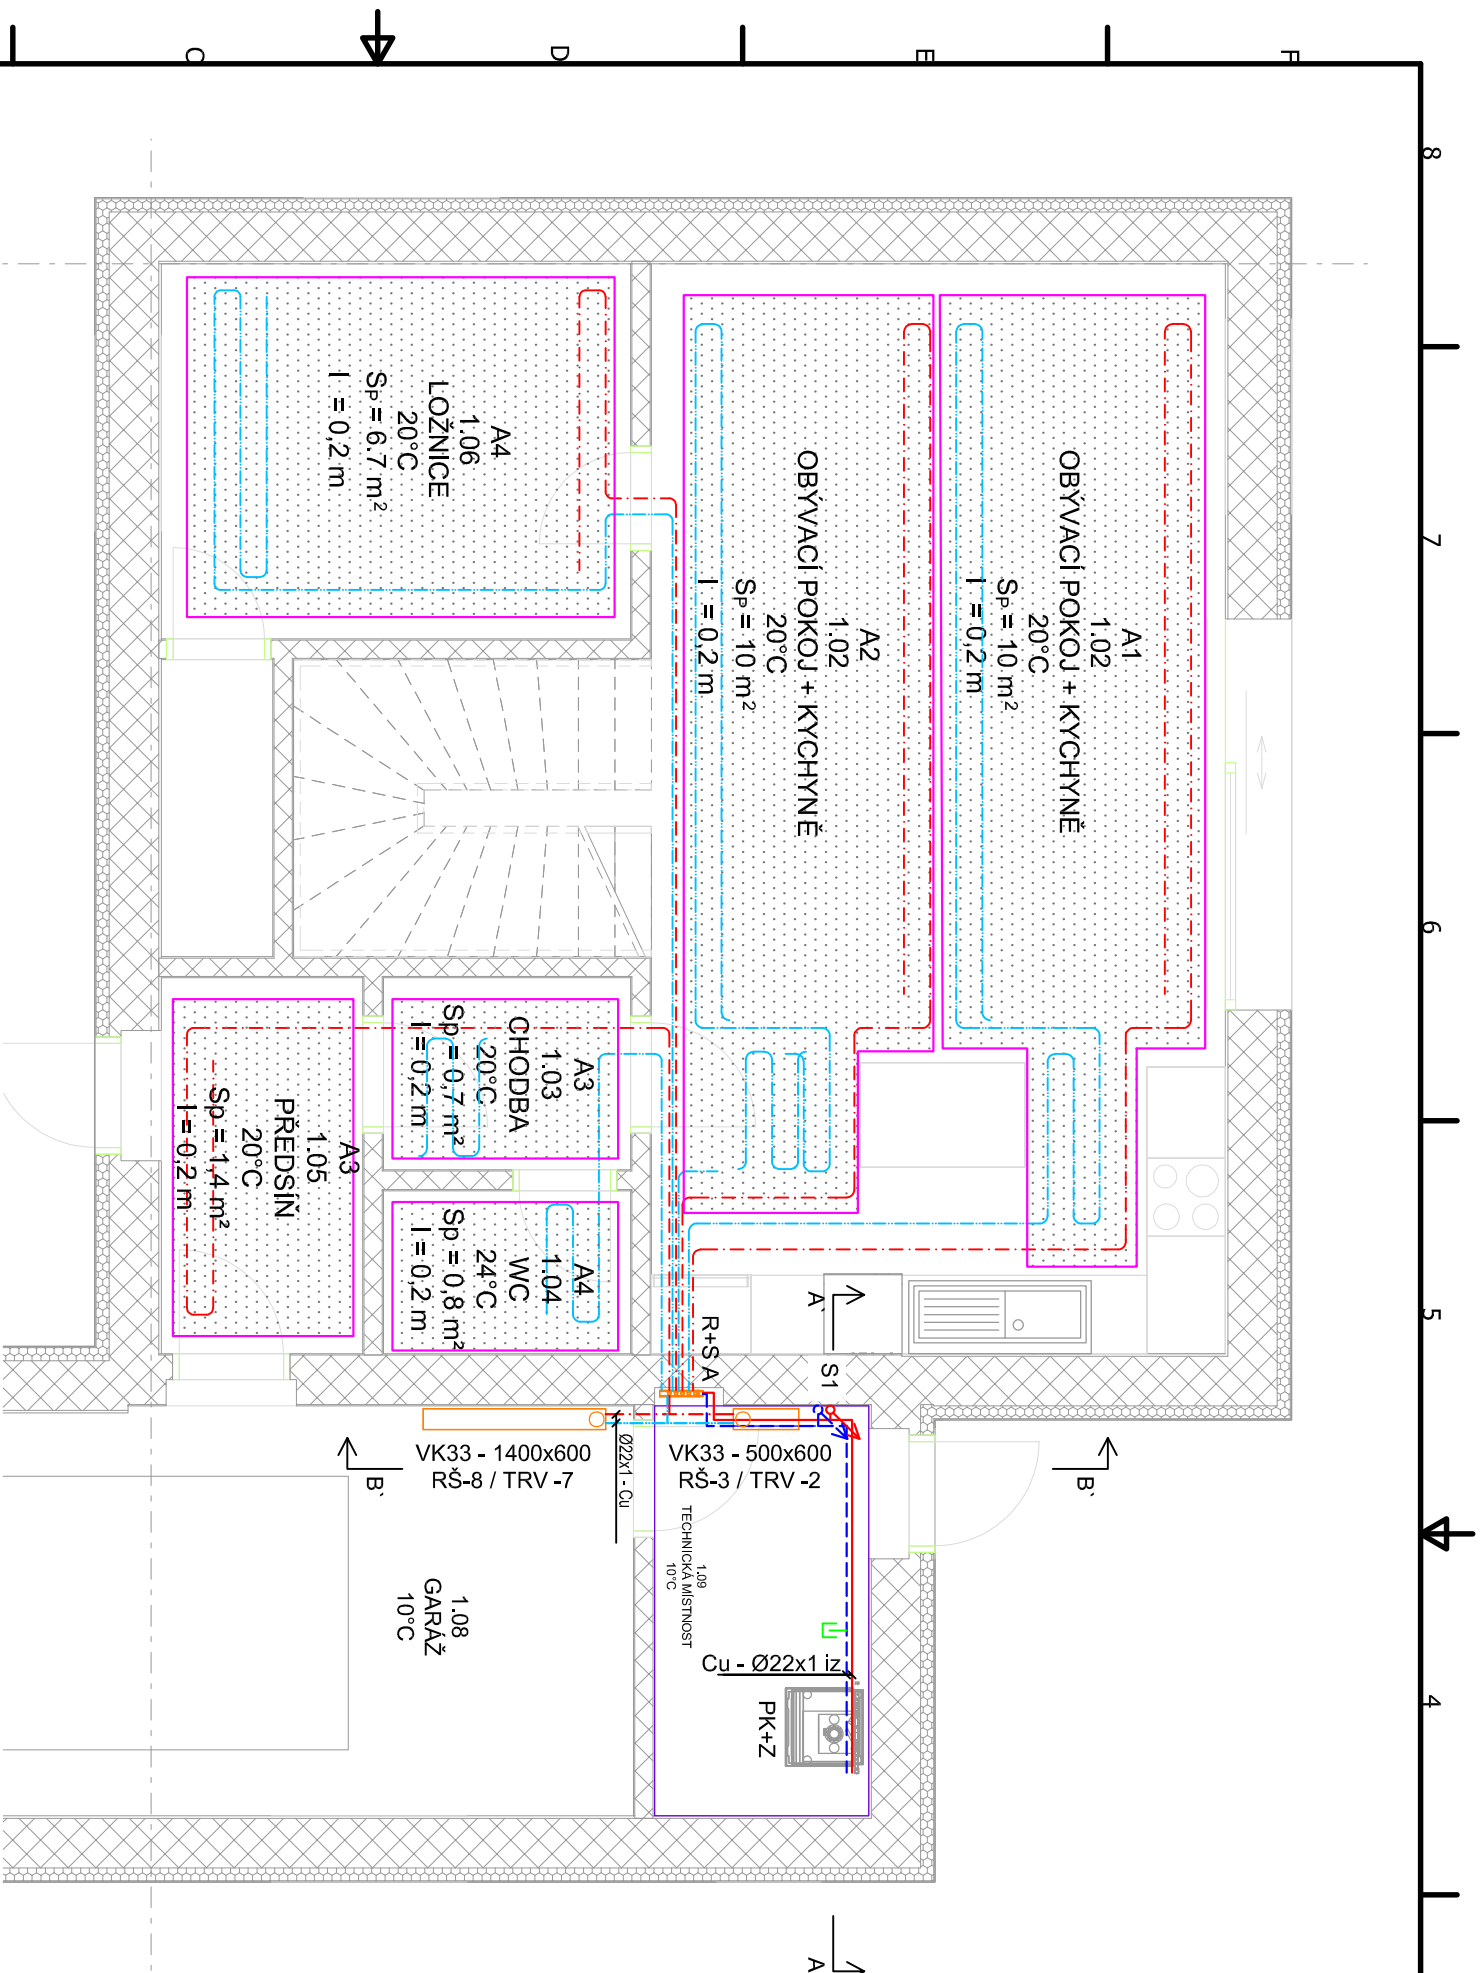 C
D
E
F
8
7
6
5
4
A1
1.02
OBÝVACÍ POKOJ + KYCHYNĚ
20°C
SP = 10 m²
l = 0,2 m
A2
1.02
OBÝVACÍ POKOJ + KYCHYNĚ
20°C
SP = 10 m²
l = 0,2 m
A4
1.06
LOŽNICE
20°C
SP = 6.7 m²
l = 0,2 m
A3
1.03
CHODBA
20°C
Sp = 0,7 m²
l = 0,2 m
A3
1.05
PŘEDSÍŇ
20°C
Sp = 1,4 m²
l = 0,2 m
A4
1.04
WC
24°C
Sp = 0,8 m²
l = 0,2 m
R+S A
A`
S1
VK33 - 1400x600
RŠ-8 / TRV -7
Ø22x1 - Cu
VK33 - 500x600
RŠ-3 / TRV -2
B`
B`
1.09
TECHNICKÁ MÍSTNOST
10°C
1.08
GARÁŽ
10°C
Cu - Ø22x1 iz.
PK+Z
A